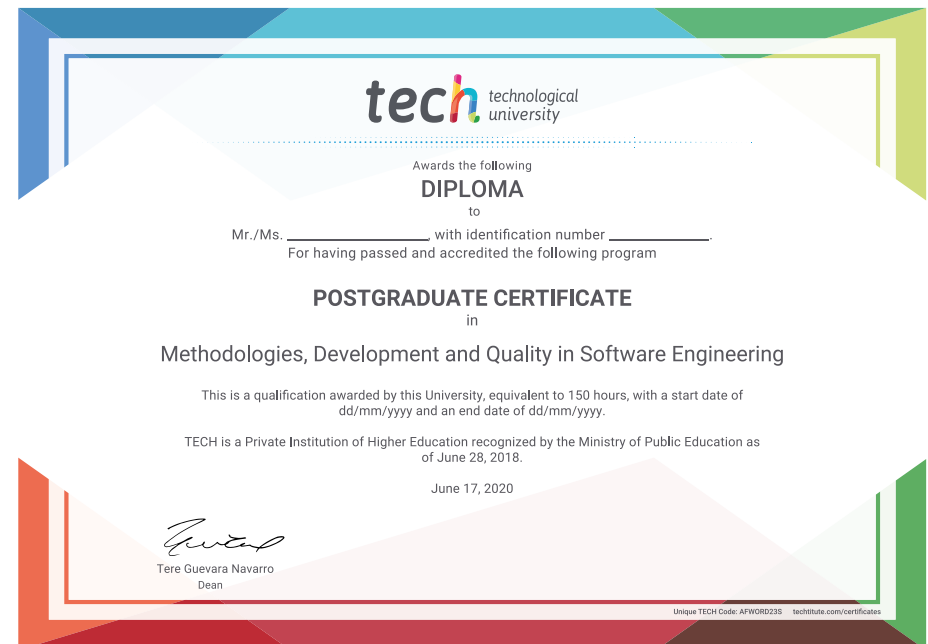 tech technological
university
Awards the following
DIPLOMA
to
Mr./Ms. ____________________, with identification number ______________.
For having passed and accredited the following program
POSTGRADUATE CERTIFICATE
in
Methodologies, Development and Quality in Software Engineering
This is a qualification awarded by this University, equivalent to 150 hours, with a start date of
dd/mm/yyyy and an end date of dd/mm/yyyy.
TECH is a Private Institution of Higher Education recognized by the Ministry of Public Education as
of June 28, 2018.
June 17, 2020
Tere Guevara Navarro
Dean
Unique TECH Code: AFWORD23S techtitute.com/certificates